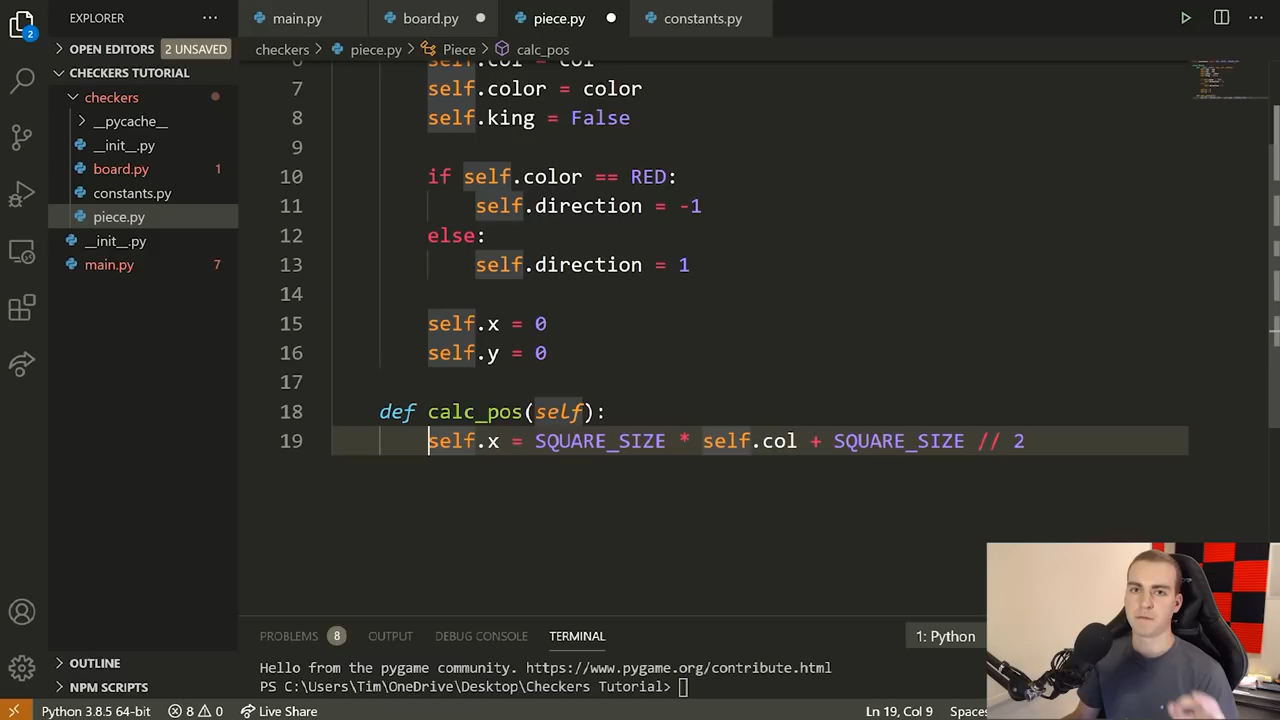 EXPLORER ···
main.py board.py piece.py constants.py
2
OPEN EDITORS 2 UNSAVED
checkers > piece.py > Piece > calc_pos
CHECKERS TUTORIAL
checkers
__pycache__
__init__.py
board.py 1
constants.py
piece.py
__init__.py
main.py 7
6 self.col = col
7 self.color = color
8 self.king = False
9
10 if self.color == RED:
11 self.direction = -1
12 else:
13 self.direction = 1
14
15 self.x = 0
16 self.y = 0
17
18 def calc_pos(self):
19 self.x = SQUARE_SIZE * self.col + SQUARE_SIZE // 2
PROBLEMS 8 OUTPUT DEBUG CONSOLE TERMINAL 1: Python
Hello from the pygame community. https://www.pygame.org/contribute.html
PS C:\Users\Tim\OneDrive\Desktop\Checkers Tutorial>
OUTLINE
NPM SCRIPTS
Python 3.8.5 64-bit 8 0 Live Share Ln 19, Col 9 Spaces